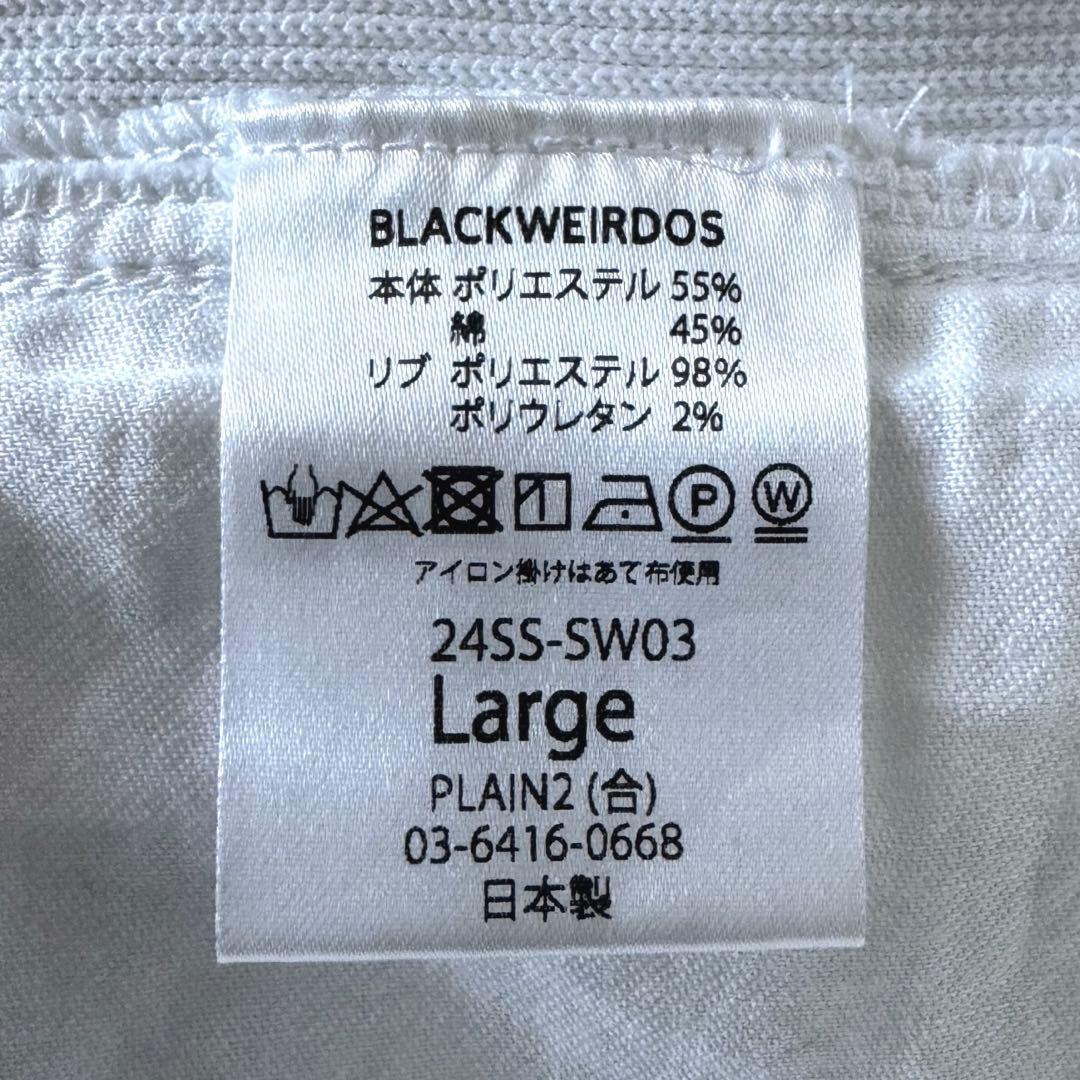 BLACKWEIRDOS
本体 ポリエステル 55%
綿 45%
リブ ポリエステル 98%
ポリウレタン 2%
P W
アイロン掛けはあて布使用
24SS-SW03
Large
PLAIN2 (合)
03-6416-0668
日本製